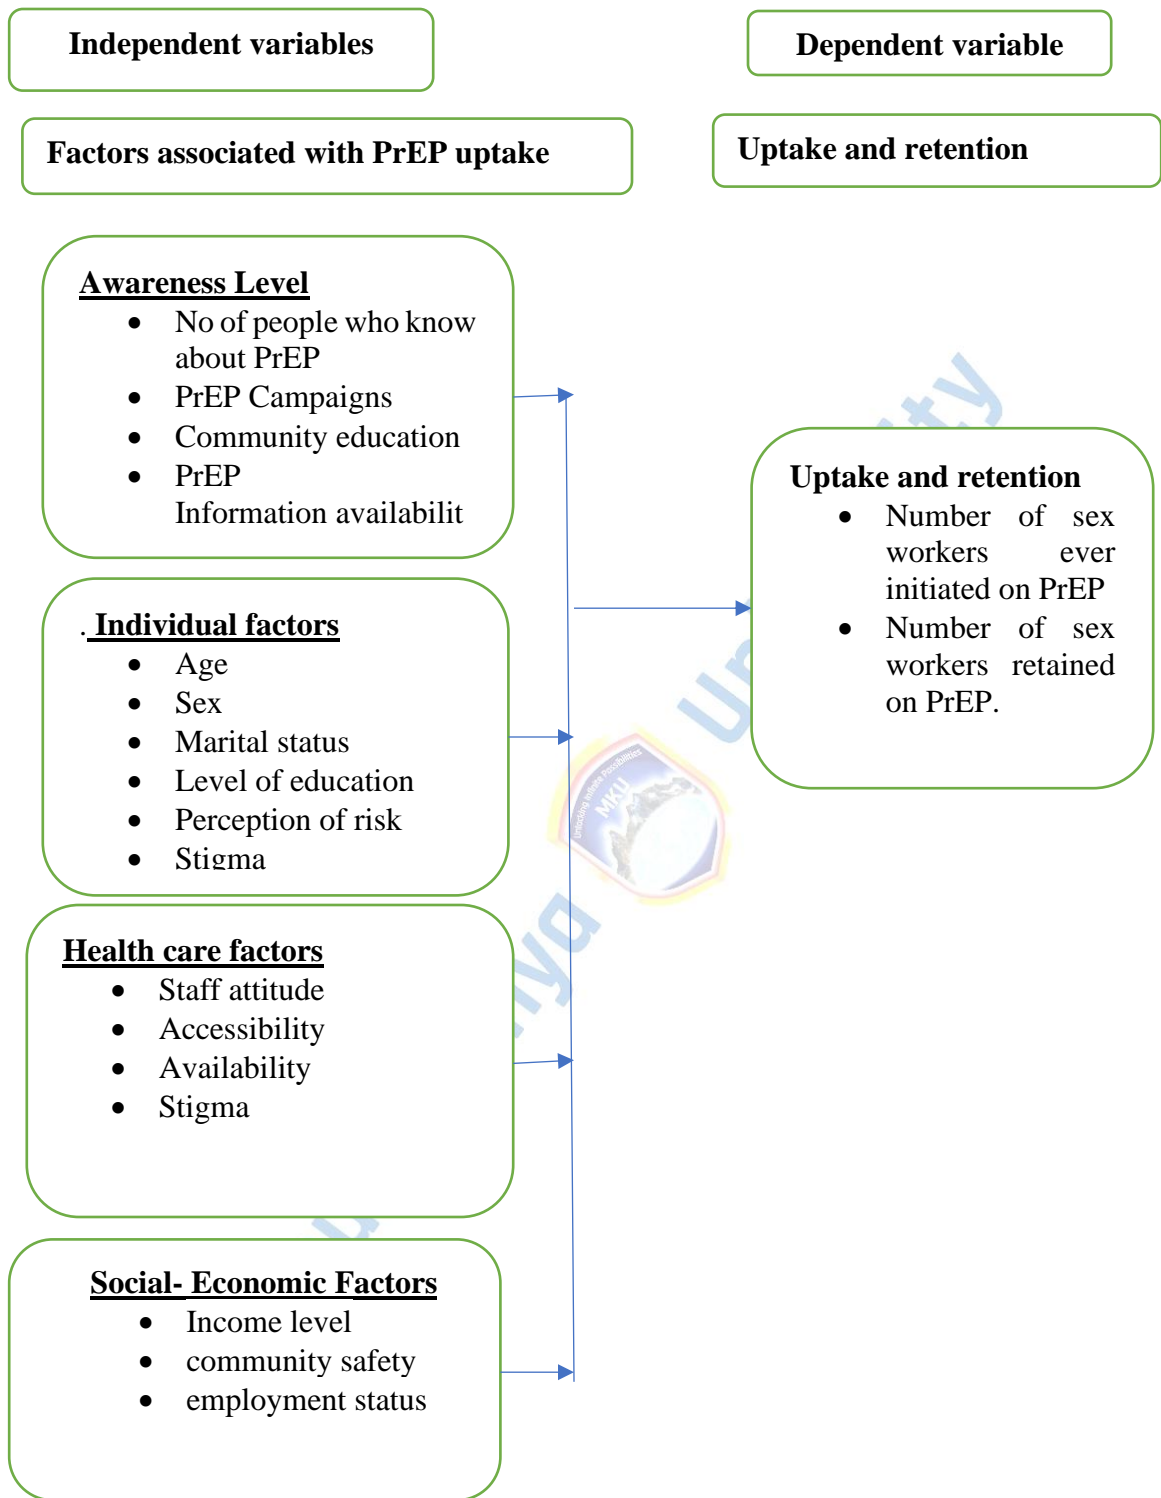 Independent variables
Dependent variable
Factors associated with PrEP uptake
Uptake and retention
Awareness Level
• No of people who know
about PrEP
• PrEP Campaigns
• Community education
• PrEP
Information availabilit
. Individual factors
• Age
• Sex
• Marital status
• Level of education
• Perception of risk
• Stigma
Health care factors
• Staff attitude
• Accessibility
• Availability
• Stigma
Social- Economic Factors
• Income level
• community safety
• employment status
Uptake and retention
• Number of sex
workers ever
initiated on PrEP
• Number of sex
workers retained
on PrEP.
Unlocking Infinite Possibilities
MKU